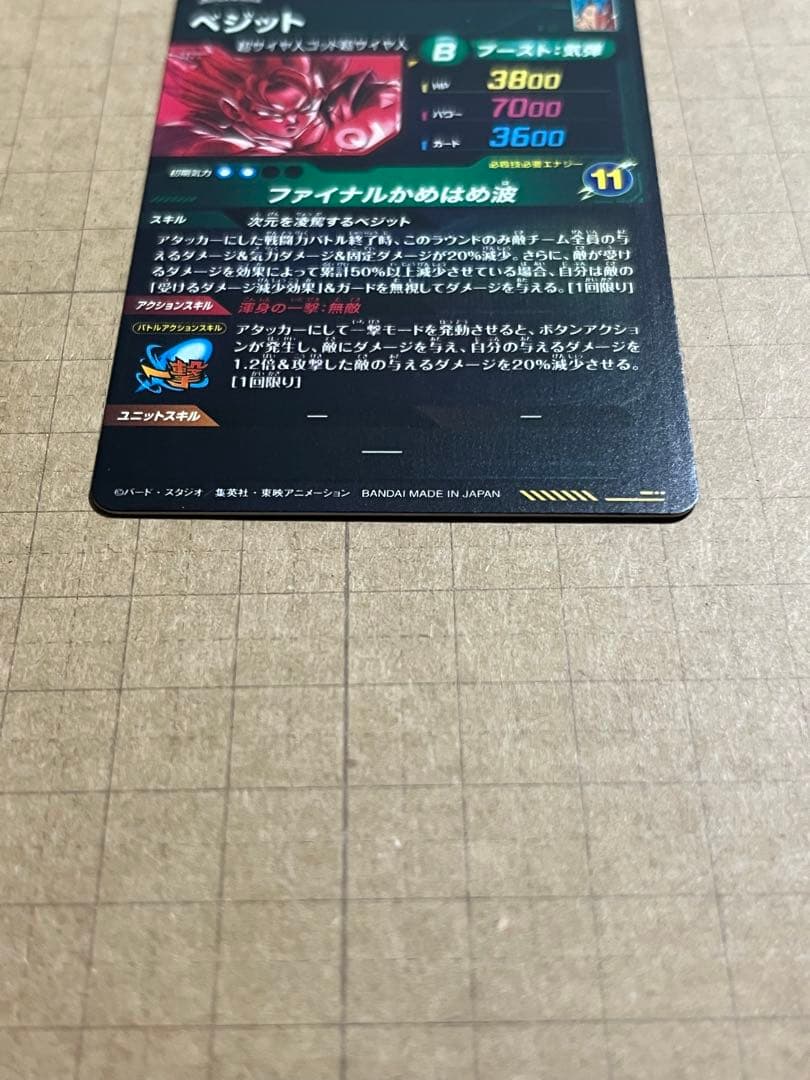 ベジット
超サイヤ人ゴッド超サイヤ人
B ブースト:気弾
3800
パワー 7000
ガード 3600
初期気力
必殺技必要エナジー
11
ファイナルかめはめ波
スキル 次元を凌駕するベジット
アタッカーにした戦闘力バトル終了時、このラウンドのみ敵チーム全員の与
えるダメージ&気力ダメージ&固定ダメージが20%減少。さらに、敵が受け
るダメージを効果によって累計50%以上減少させている場合、自分は敵の
[受けるダメージ減少効果]&ガードを無視してダメージを与える。[1回限り]
アクションスキル 渾身の一撃:無敵
バトルアクションスキル
一撃
アタッカーにして一撃モードを発動させると、ボタンアクショ
ンが発生し、敵にダメージを与え、自分の与えるダメージを
1.2倍&攻撃した敵の与えるダメージを20%減少させる。
[1回限り]
ユニットスキル — —
—
©バード・スタジオ 集英社・東映アニメーション BANDAI MADE IN JAPAN